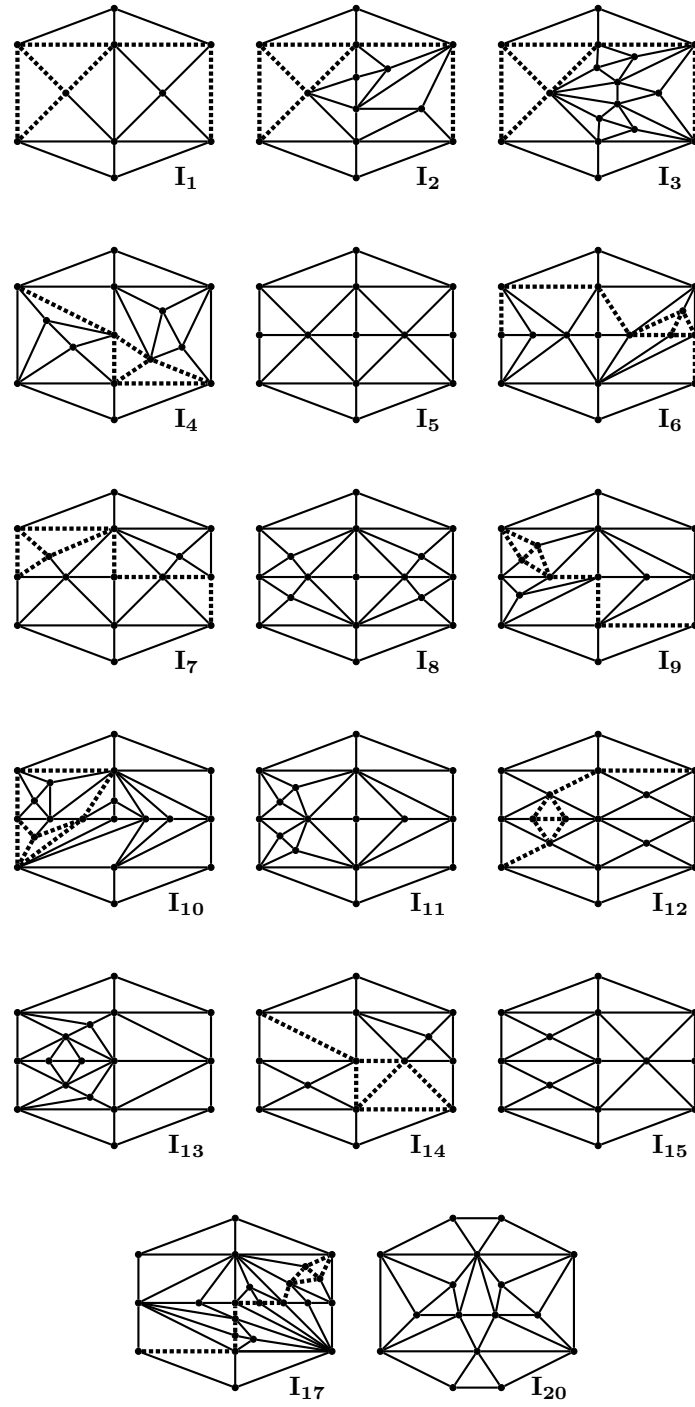 I₁ I₂ I₃
I₄ I₅ I₆
I₇ I₈ I₉
I₁₀ I₁₁ I₁₂
I₁₃ I₁₄ I₁₅
I₁₇ I₂₀